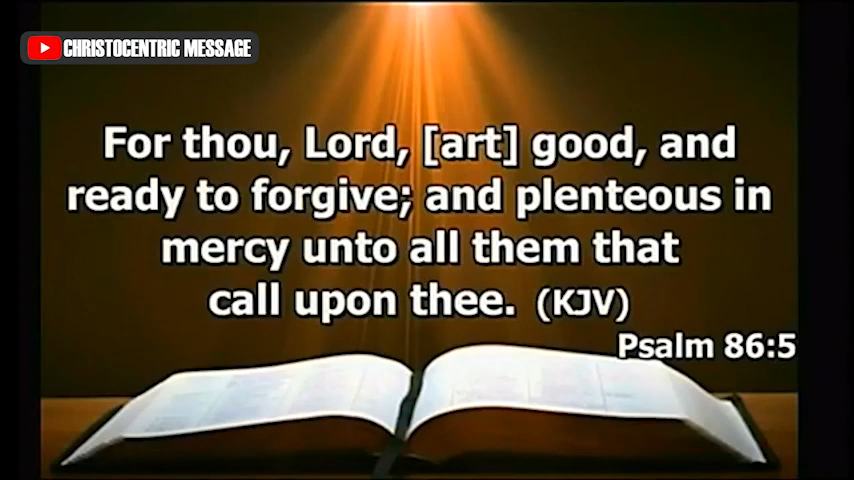 CHRISTOCENTRIC MESSAGE
For thou, Lord, [art] good, and
ready to forgive; and plenteous in
mercy unto all them that
call upon thee. (KJV)
Psalm 86:5